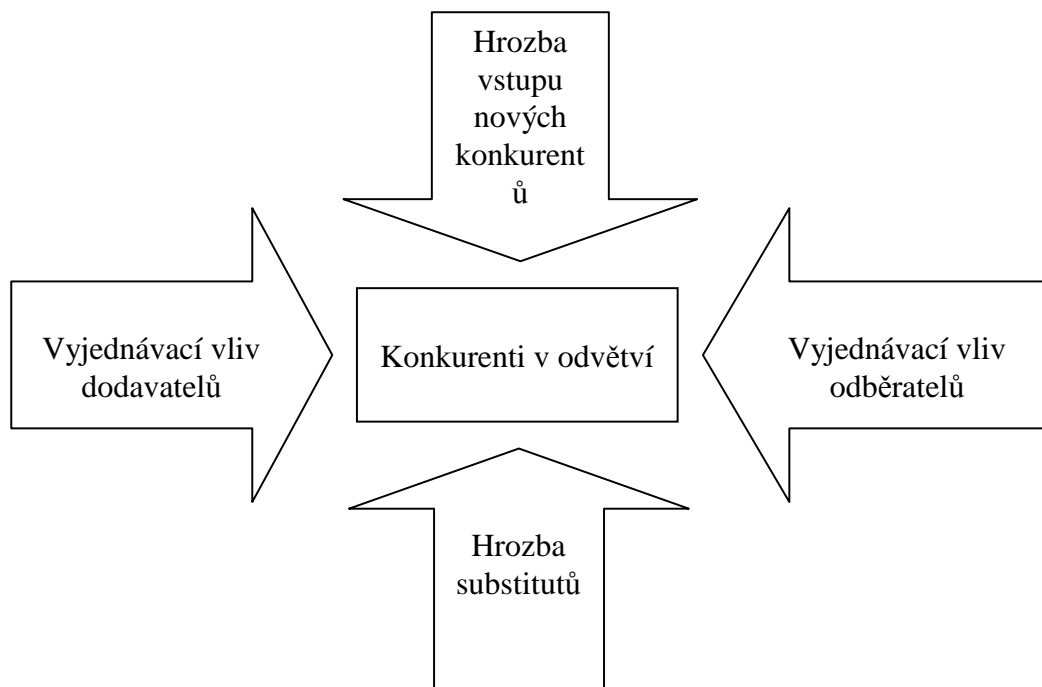 Hrozba
vstupu
nových
konkurent
ů
Vyjednávací vliv
dodavatelů
Konkurenti v odvětví
Vyjednávací vliv
odběratelů
Hrozba
substitutů